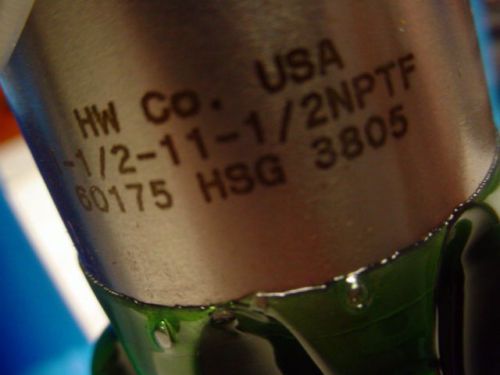 HW Co. USA
-1/2-11-1/2NPTF
60175 HSG 3805